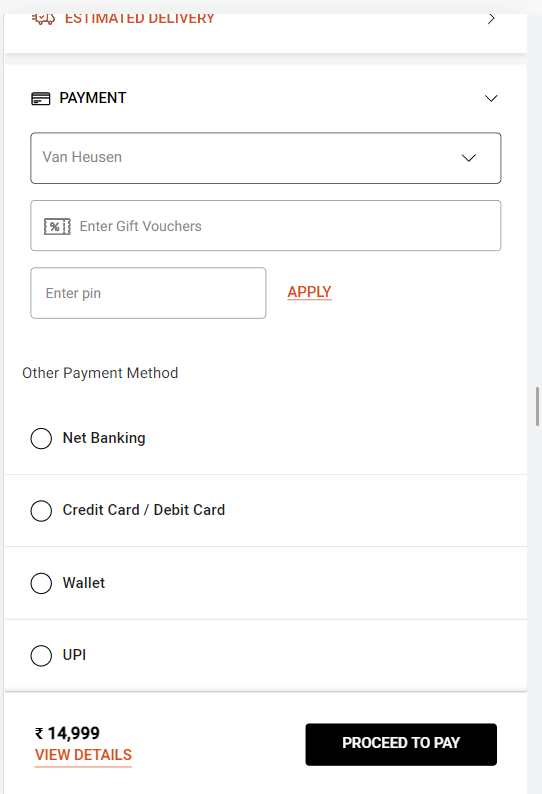 ESTIMATED DELIVERY
PAYMENT
Van Heusen
Enter Gift Vouchers
Enter pin
APPLY
Other Payment Method
Net Banking
Credit Card / Debit Card
Wallet
UPI
₹ 14,999
VIEW DETAILS
PROCEED TO PAY